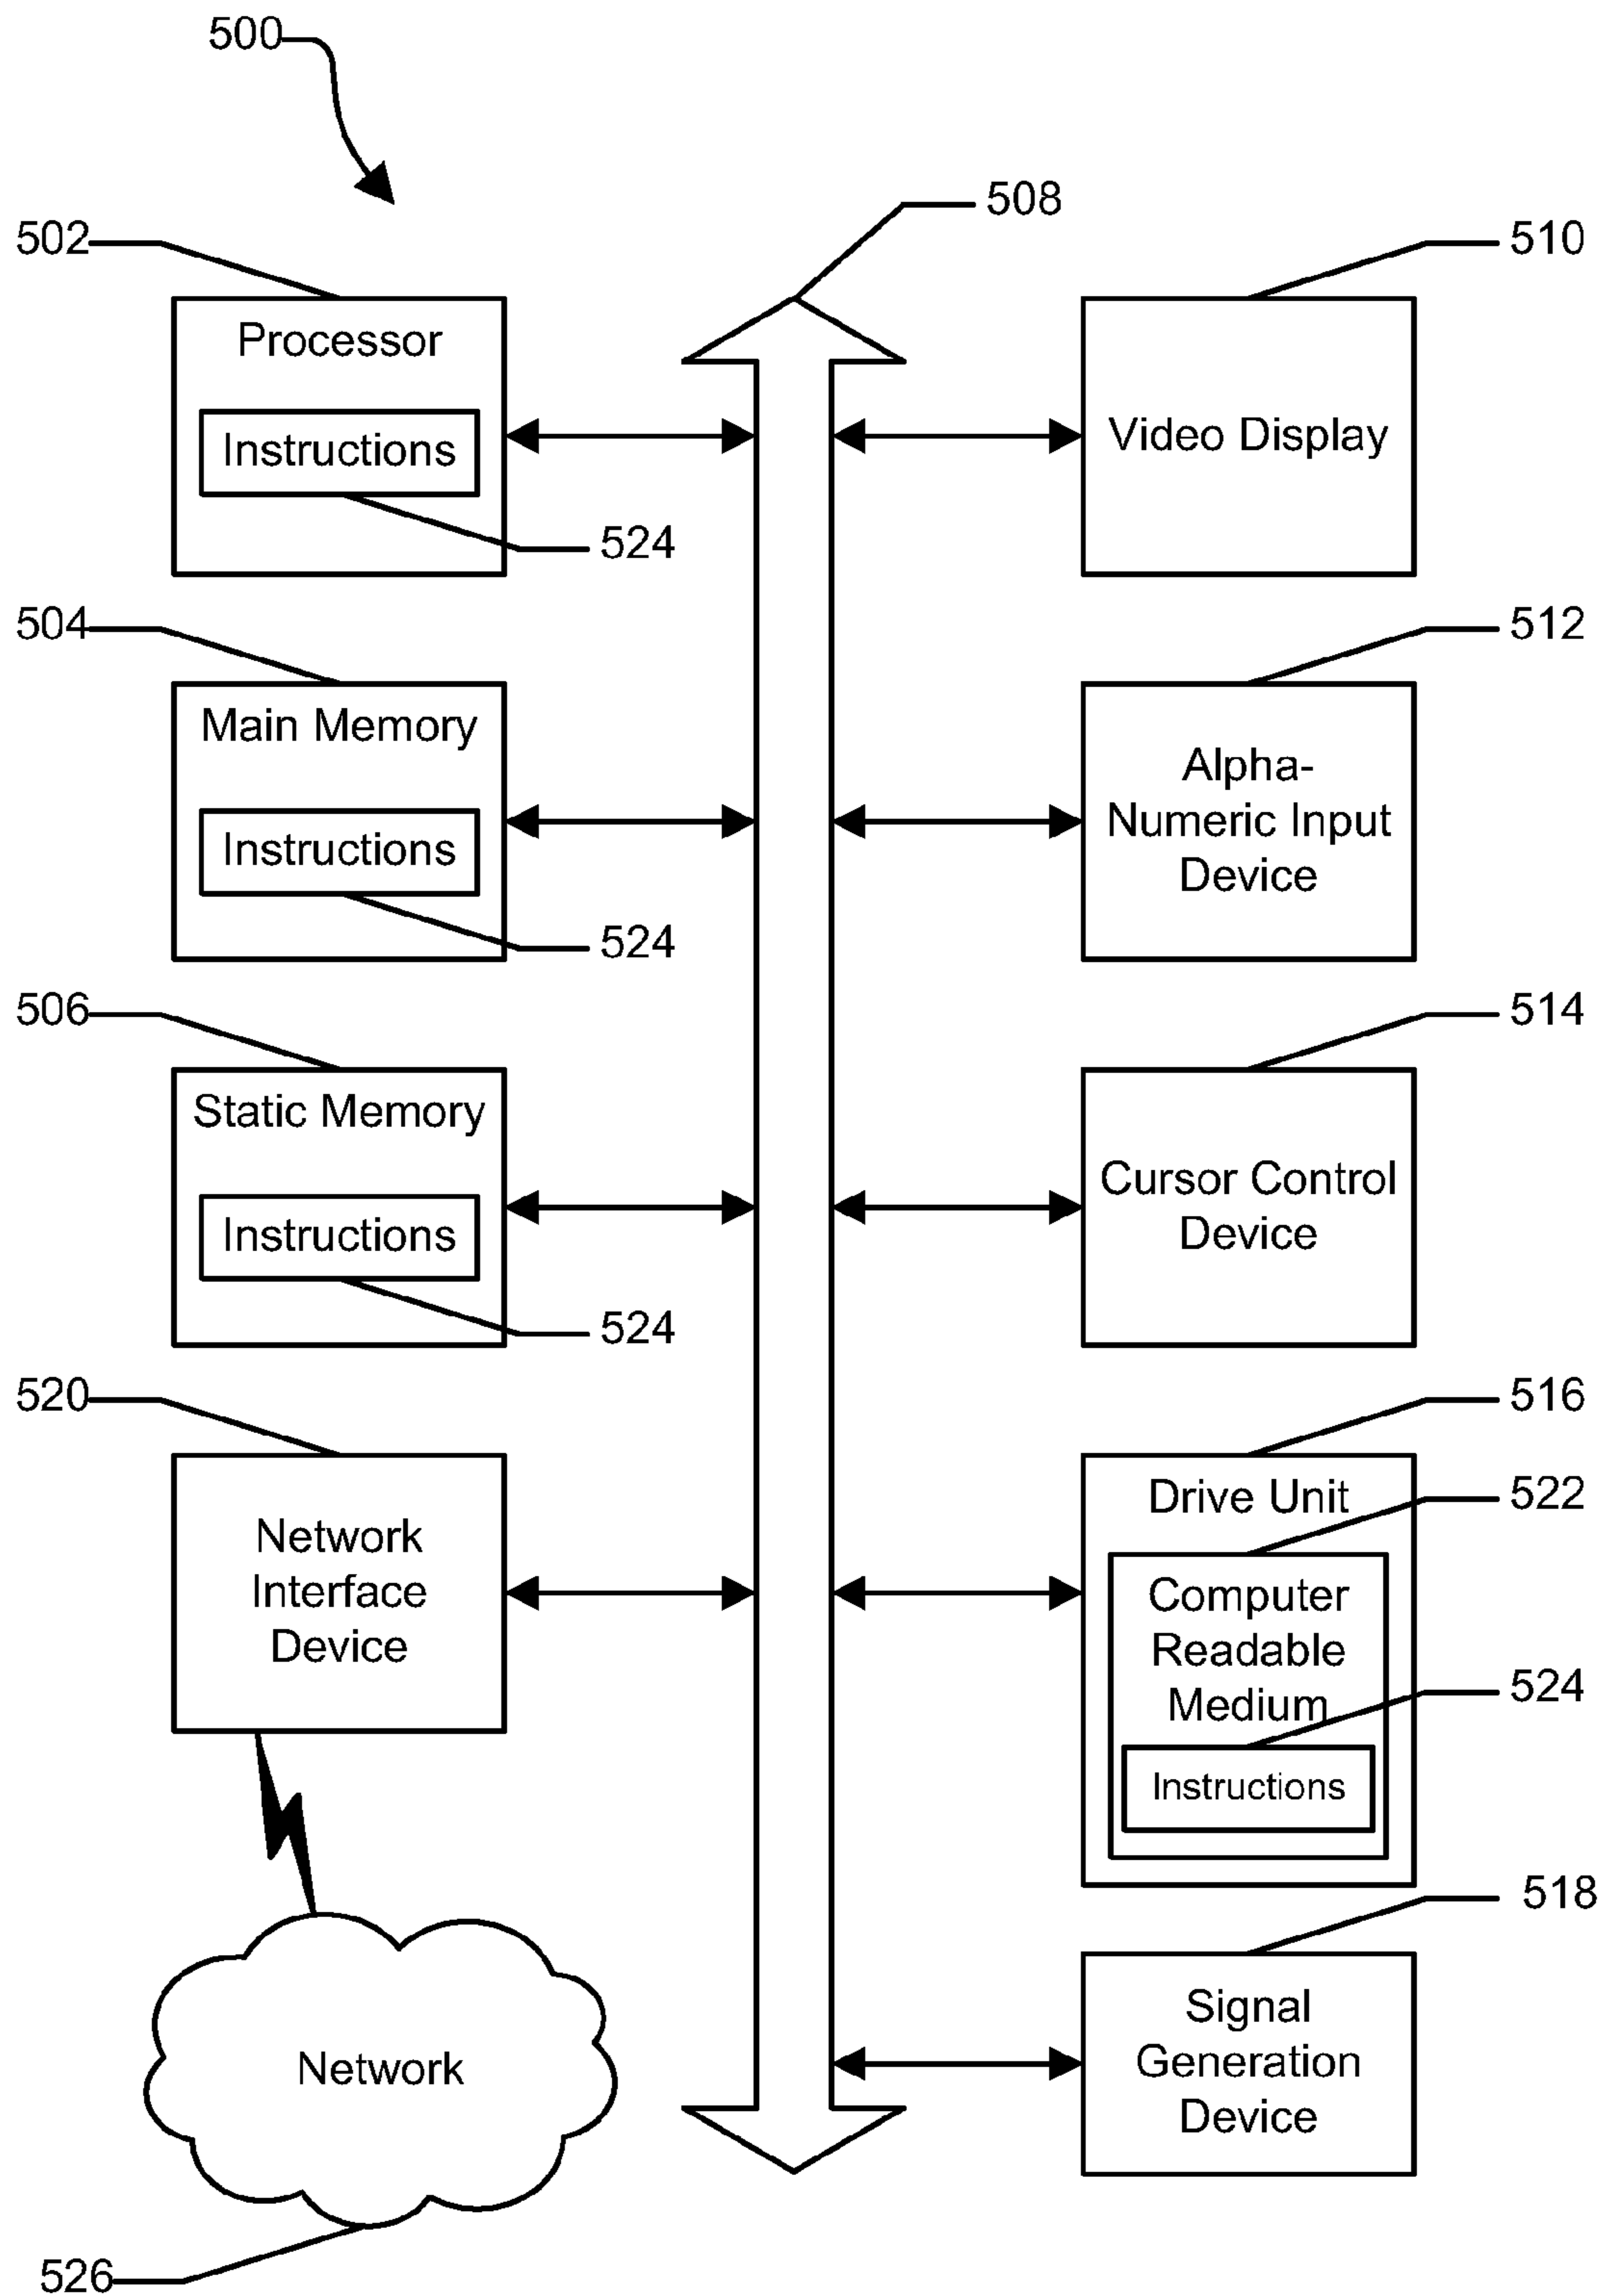 500
508
502
510
Processor
Instructions
524
Video Display
504
512
Main Memory
Instructions
524
Alpha-
Numeric Input
Device
506
514
Static Memory
Instructions
524
Cursor Control
Device
520
516
Network
Interface
Device
Drive Unit
522
Computer
Readable
Medium
524
Instructions
518
Signal
Generation
Device
Network
526